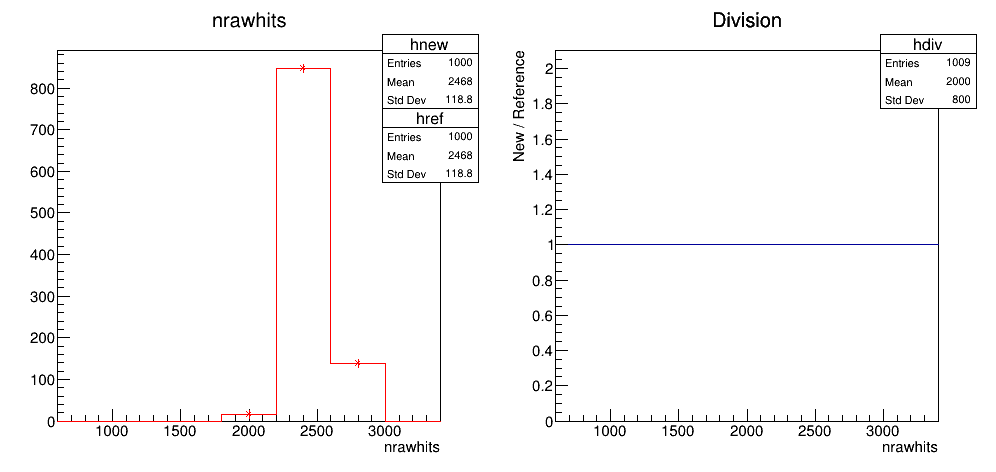 nrawhits
hnew
Entries 1000
Mean 2468
Std Dev 118.8
href
Entries 1000
Mean 2468
Std Dev 118.8
800
700
600
500
400
300
200
100
0
1000 1500 2000 2500 3000
nrawhits
Division
hdiv
Entries 1009
Mean 2000
Std Dev 800
New / Reference
2
1.8
1.6
1.4
1.2
1
0.8
0.6
0.4
0.2
0
1000 1500 2000 2500 3000
nrawhits